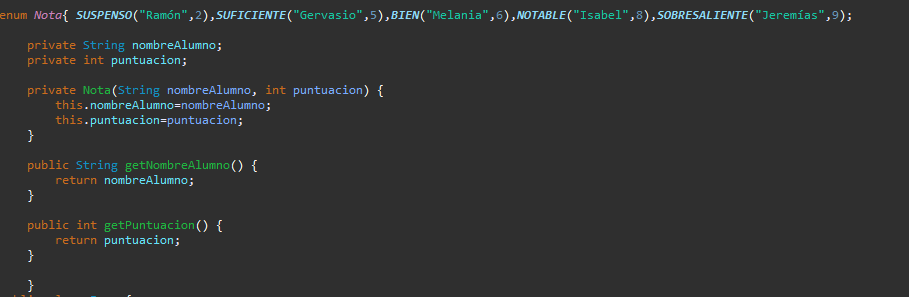 enum Nota{ SUSPENSO("Ramón",2),SUFICIENTE("Gervasio",5),BIEN("Melania",6),NOTABLE("Isabel",8),SOBRESALIENTE("Jeremías",9);
private String nombreAlumno;
private int puntuacion;
private Nota(String nombreAlumno, int puntuacion) {
this.nombreAlumno=nombreAlumno;
this.puntuacion=puntuacion;
}
public String getNombreAlumno() {
return nombreAlumno;
}
public int getPuntuacion() {
return puntuacion;
}
}